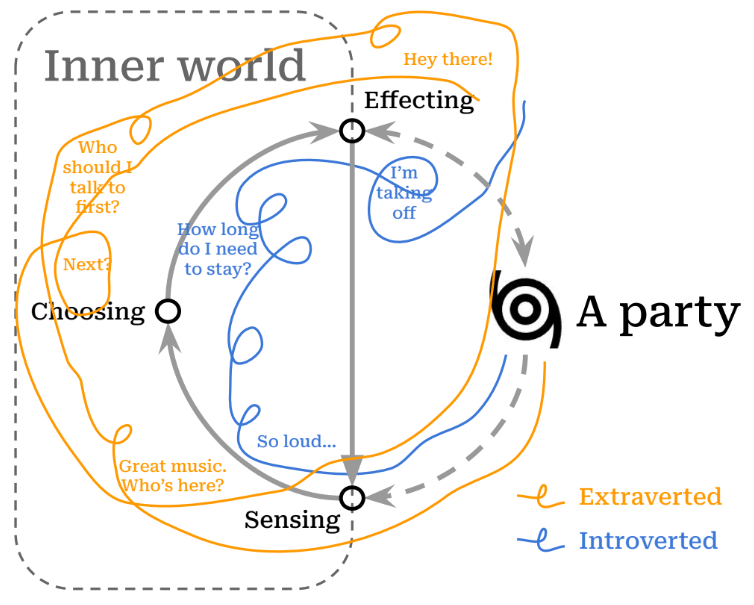 Inner world
Hey there!
Effecting
Who
should I
talk to
first?
I'm
taking
off
How long
do I need
to stay?
Next?
Choosing
A party
So loud...
Great music.
Who's here?
Sensing
Extraverted
Introverted